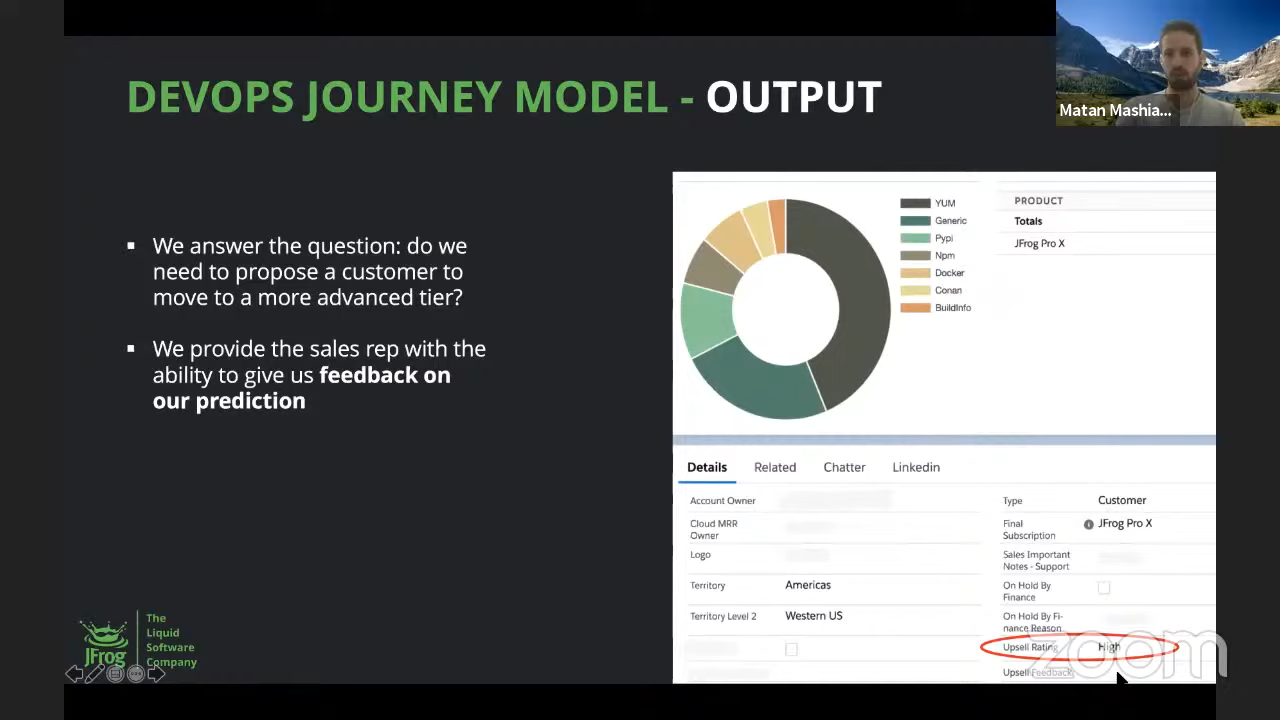 DEVOPS JOURNEY MODEL - OUTPUT
Matan Mashia...
▪ We answer the question: do we
need to propose a customer to
move to a more advanced tier?
▪ We provide the sales rep with the
ability to give us feedback on
our prediction
YUM
Generic
Pypi
Npm
Docker
Conan
BuildInfo
PRODUCT
Totals
JFrog Pro X
Details Related Chatter Linkedin
Account Owner
Cloud MRR
Owner
Logo
Territory Americas
Territory Level 2 Western US
Type Customer
Final
Subscription
JFrog Pro X
Sales Important
Notes - Support
On Hold By
Finance
On Hold By Fi-
nance Reason
Upsell Rating High
Upsell Feedback
zoom
JFrog
The
Liquid
Software
Company